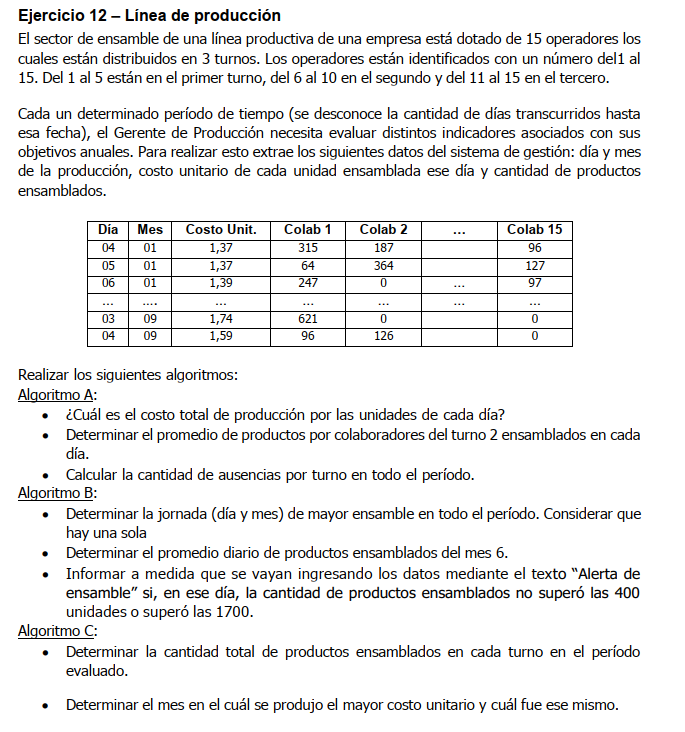 Ejercicio 12 – Línea de producción
El sector de ensamble de una línea productiva de una empresa está dotado de 15 operadores los
cuales están distribuidos en 3 turnos. Los operadores están identificados con un número del1 al
15. Del 1 al 5 están en el primer turno, del 6 al 10 en el segundo y del 11 al 15 en el tercero.
Cada un determinado período de tiempo (se desconoce la cantidad de días transcurridos hasta
esa fecha), el Gerente de Producción necesita evaluar distintos indicadores asociados con sus
objetivos anuales. Para realizar esto extrae los siguientes datos del sistema de gestión: día y mes
de la producción, costo unitario de cada unidad ensamblada ese día y cantidad de productos
ensamblados.
Día Mes Costo Unit. Colab 1 Colab 2 ... Colab 15
04 01 1,37 315 187 96
05 01 1,37 64 364 127
06 01 1,39 247 0 ... 97
... .... ... ... ... ... ...
03 09 1,74 621 0 0
04 09 1,59 96 126 0
Realizar los siguientes algoritmos:
Algoritmo A:
• ¿Cuál es el costo total de producción por las unidades de cada día?
• Determinar el promedio de productos por colaboradores del turno 2 ensamblados en cada
día.
• Calcular la cantidad de ausencias por turno en todo el período.
Algoritmo B:
• Determinar la jornada (día y mes) de mayor ensamble en todo el período. Considerar que
hay una sola
• Determinar el promedio diario de productos ensamblados del mes 6.
• Informar a medida que se vayan ingresando los datos mediante el texto “Alerta de
ensamble” si, en ese día, la cantidad de productos ensamblados no superó las 400
unidades o superó las 1700.
Algoritmo C:
• Determinar la cantidad total de productos ensamblados en cada turno en el período
evaluado.
• Determinar el mes en el cuál se produjo el mayor costo unitario y cuál fue ese mismo.